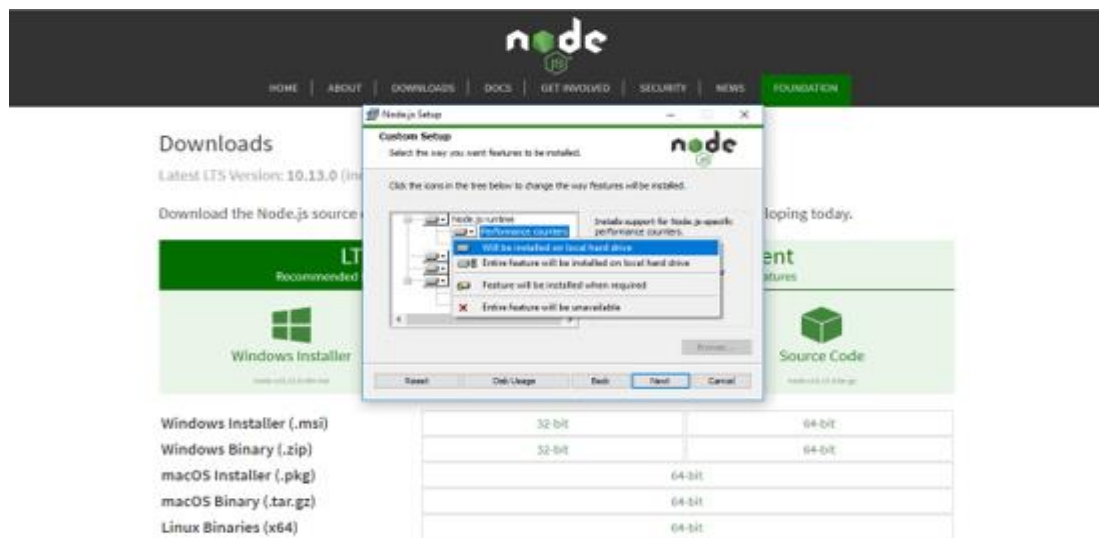 node
JS
HOME | ABOUT | DOWNLOADS | DOCS | GET INVOLVED | SECURITY | NEWS
FOUNDATION
Node.js Setup
Custom Setup
Select the way you want features to be installed.
node
JS
Click the icons in the tree below to change the way features will be installed.
Node.js runtime
Performance counters
Installs support for Node.js-specific
performance counters.
Will be installed on local hard drive
Entire feature will be installed on local hard drive
Feature will be installed when required
Entire feature will be unavailable
Browse...
Reset
Disk Usage
Back
Next
Cancel
Downloads
Latest LTS Version: 10.13.0
Download the Node.js source
loping today.
LT
Recommended
ent
atures
Windows Installer
Source Code
Windows Installer (.msi) 32-bit 64-bit
Windows Binary (.zip) 32-bit 64-bit
macOS Installer (.pkg) 64-bit
macOS Binary (.tar.gz) 64-bit
Linux Binaries (x64) 64-bit